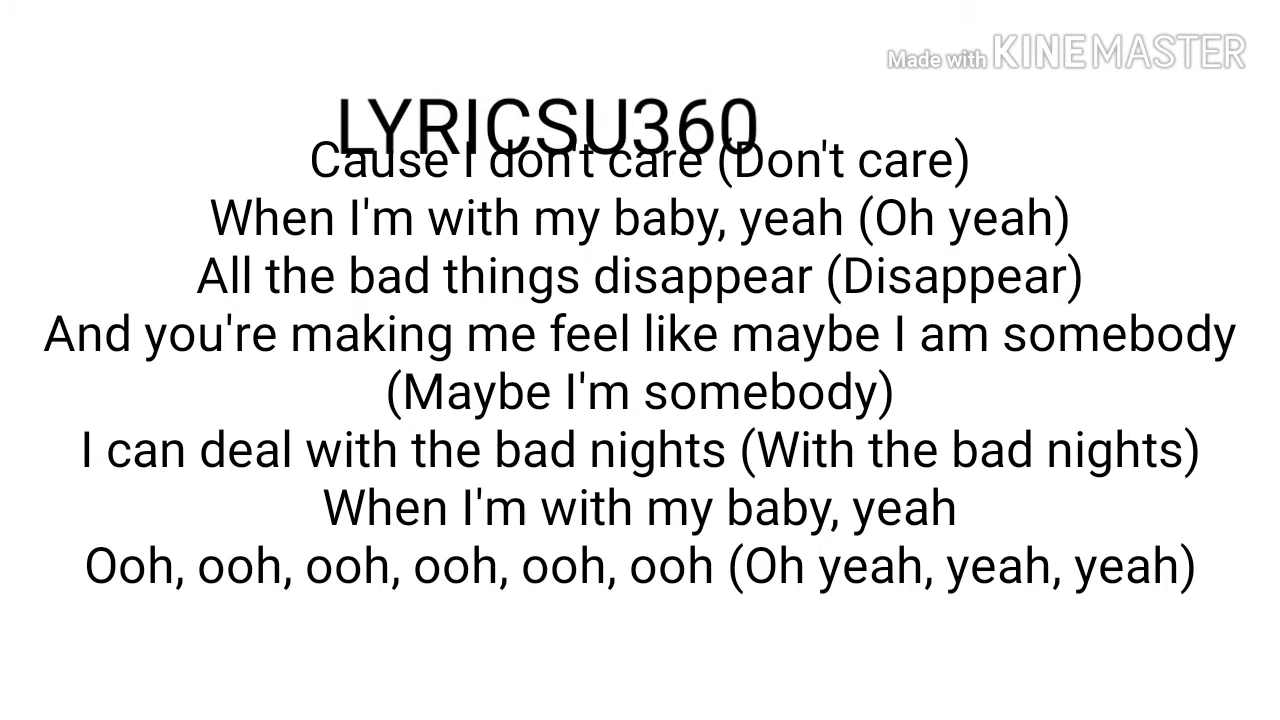 Made with KINEMASTER
LYRICSU360
Cause I don't care (Don't care)
When I'm with my baby, yeah (Oh yeah)
All the bad things disappear (Disappear)
And you're making me feel like maybe I am somebody
(Maybe I'm somebody)
I can deal with the bad nights (With the bad nights)
When I'm with my baby, yeah
Ooh, ooh, ooh, ooh, ooh, ooh (Oh yeah, yeah, yeah)